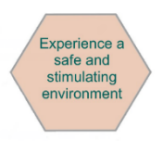 Experience a
safe and
stimulating
environment